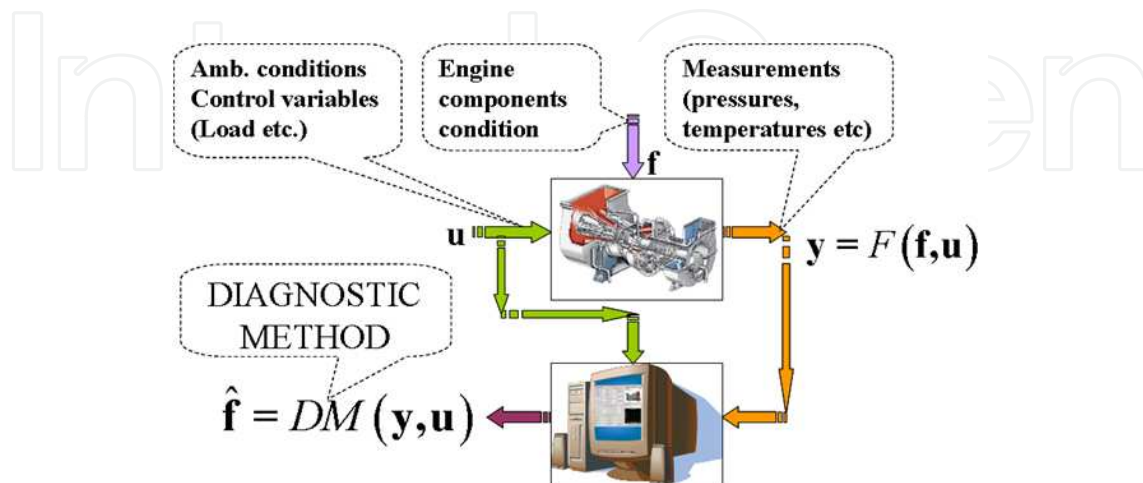 Amb. conditions
Control variables
(Load etc.)
Engine
components
condition
Measurements
(pressures,
temperatures etc)
f
u
y = F(f,u)
DIAGNOSTIC
METHOD
f̂ = DM (y,u)